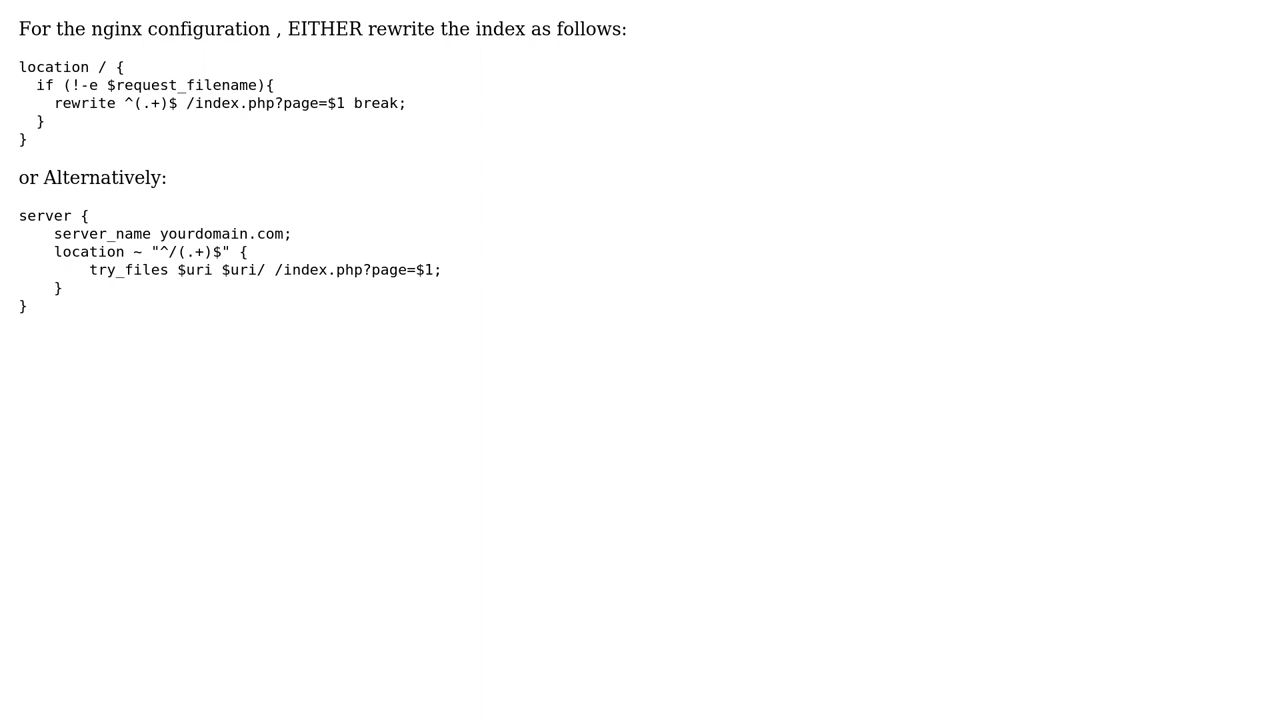 For the nginx configuration , EITHER rewrite the index as follows:
location / {
  if (!-e $request_filename){
    rewrite ^(.+)$ /index.php?page=$1 break;
  }
}
or Alternatively:
server {
    server_name yourdomain.com;
    location ~ "^/(.+)$" {
        try_files $uri $uri/ /index.php?page=$1;
    }
}